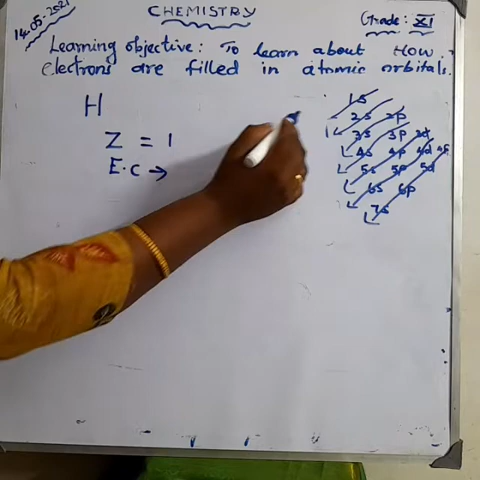 14.05.2021
CHEMISTRY
Grade: XI
Learning objective: To learn about How
electrons are filled in atomic orbitals.
H
Z = 1
E.C →
1s
2s 2p
3s 3p 3d
4s 4p 4d 4f
5s 5p 5d
6s 6p
7s